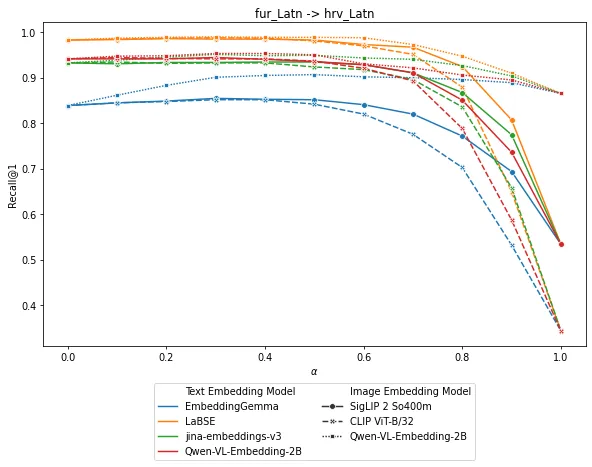 fur_Latn -> hrv_Latn
Recall@1
1.0
0.9
0.8
0.7
0.6
0.5
0.4
0.0 0.2 0.4 0.6 0.8 1.0
α
Text Embedding Model
EmbeddingGemma
LaBSE
jina-embeddings-v3
Qwen-VL-Embedding-2B
Image Embedding Model
SigLIP 2 So400m
CLIP ViT-B/32
Qwen-VL-Embedding-2B